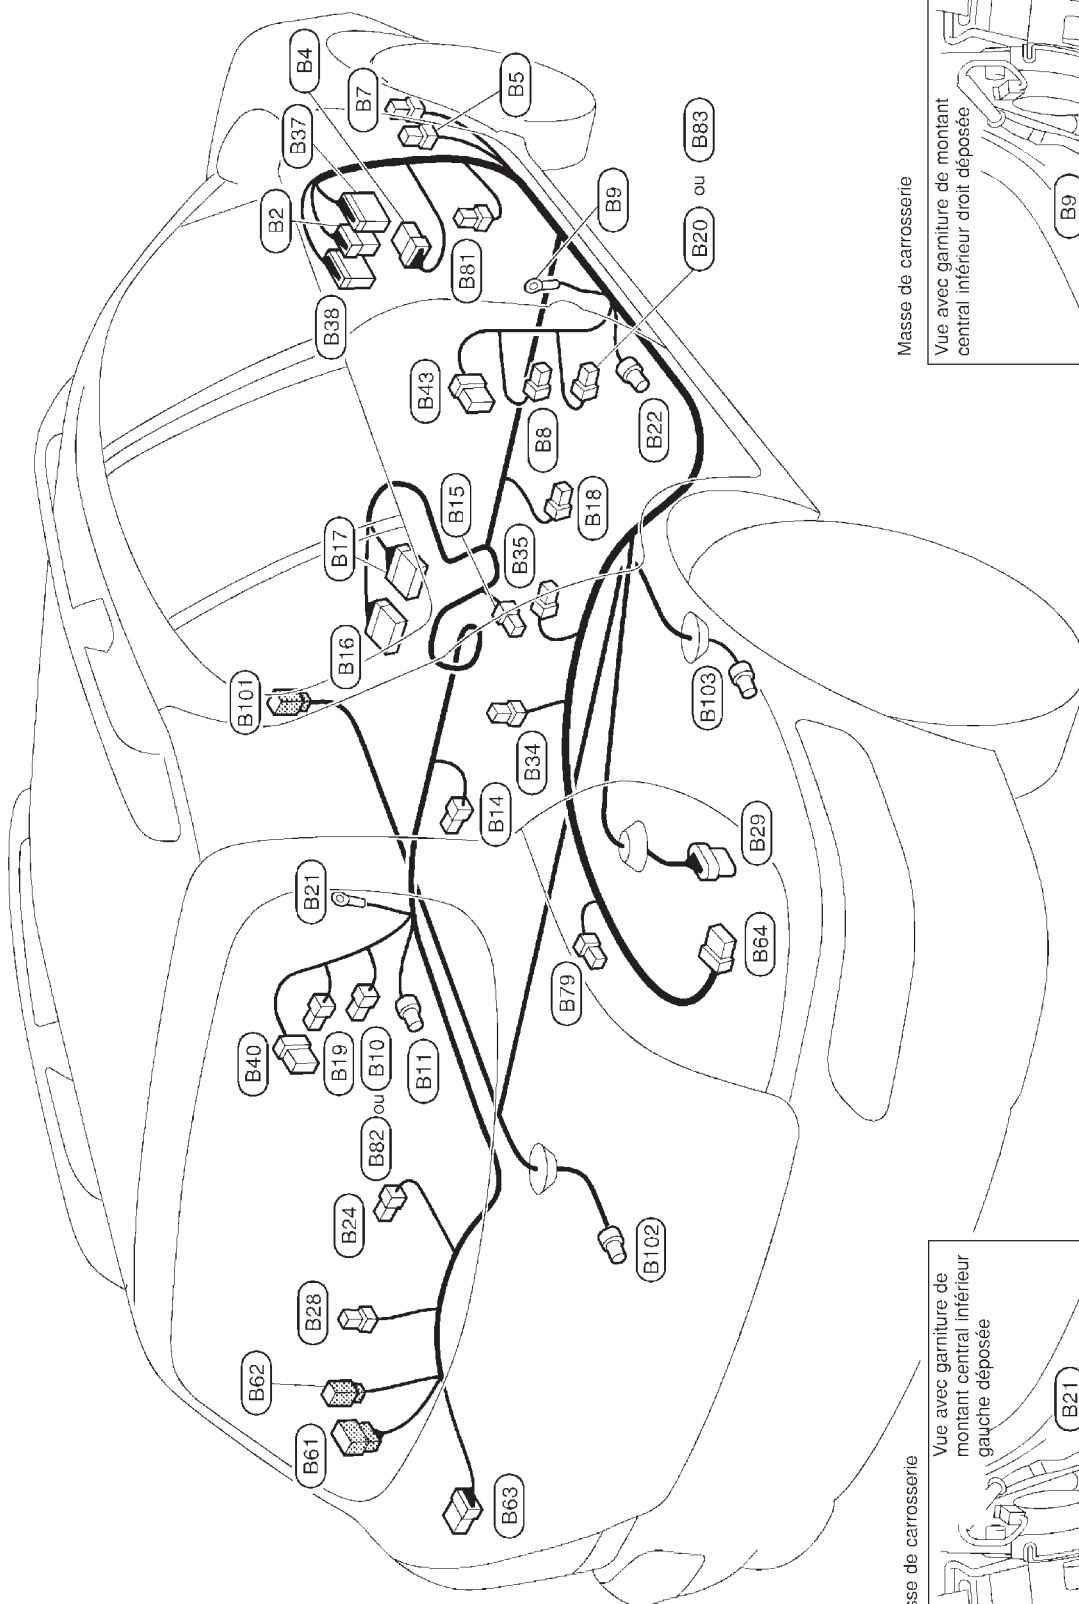 B4
B7
B5
B37
B2
B38
B81
B9
B20 ou B83
B43
B8
B22
B18
B15
B35
B17
B16
B101
B103
B34
B14
B29
B64
B79
B21
B40
B19
B82 ou B10
B11
B24
B102
B28
B62
B61
B63
Masse de carrosserie
Vue avec garniture de montant
central inférieur droit déposée
B9
sse de carrosserie
Vue avec garniture de
montant central inférieur
gauche déposée
B21